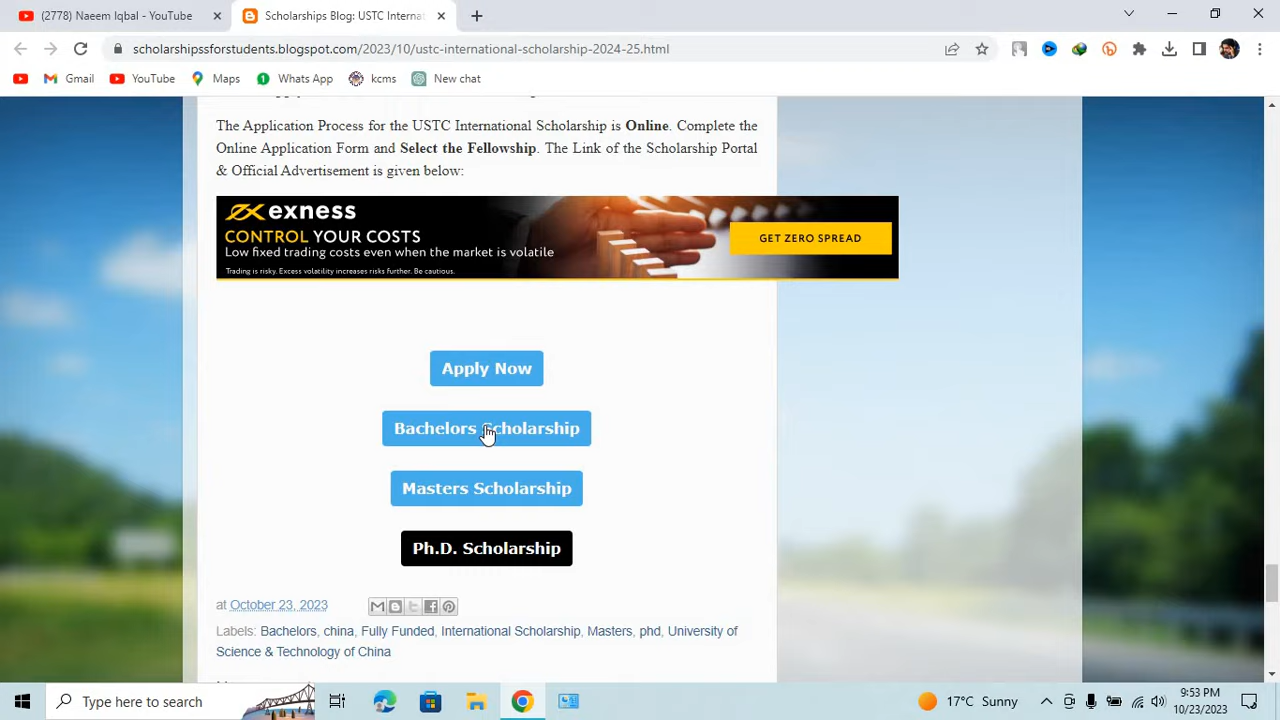 (2778) Naeem Iqbal - YouTube
Scholarships Blog: USTC Interna
scholarshipssforstudents.blogspot.com/2023/10/ustc-international-scholarship-2024-25.html
Gmail
YouTube
Maps
Whats App
kcms
New chat
The Application Process for the USTC International Scholarship is Online. Complete the
Online Application Form and Select the Fellowship. The Link of the Scholarship Portal
& Official Advertisement is given below:
exness
CONTROL YOUR COSTS
Low fixed trading costs even when the market is volatile
Trading is risky. Excess volatility increases risks further. Be cautious.
GET ZERO SPREAD
Apply Now
Bachelors Scholarship
Masters Scholarship
Ph.D. Scholarship
at October 23, 2023
Labels: Bachelors, china, Fully Funded, International Scholarship, Masters, phd, University of
Science & Technology of China
Type here to search
17°C Sunny
9:53 PM
10/23/2023